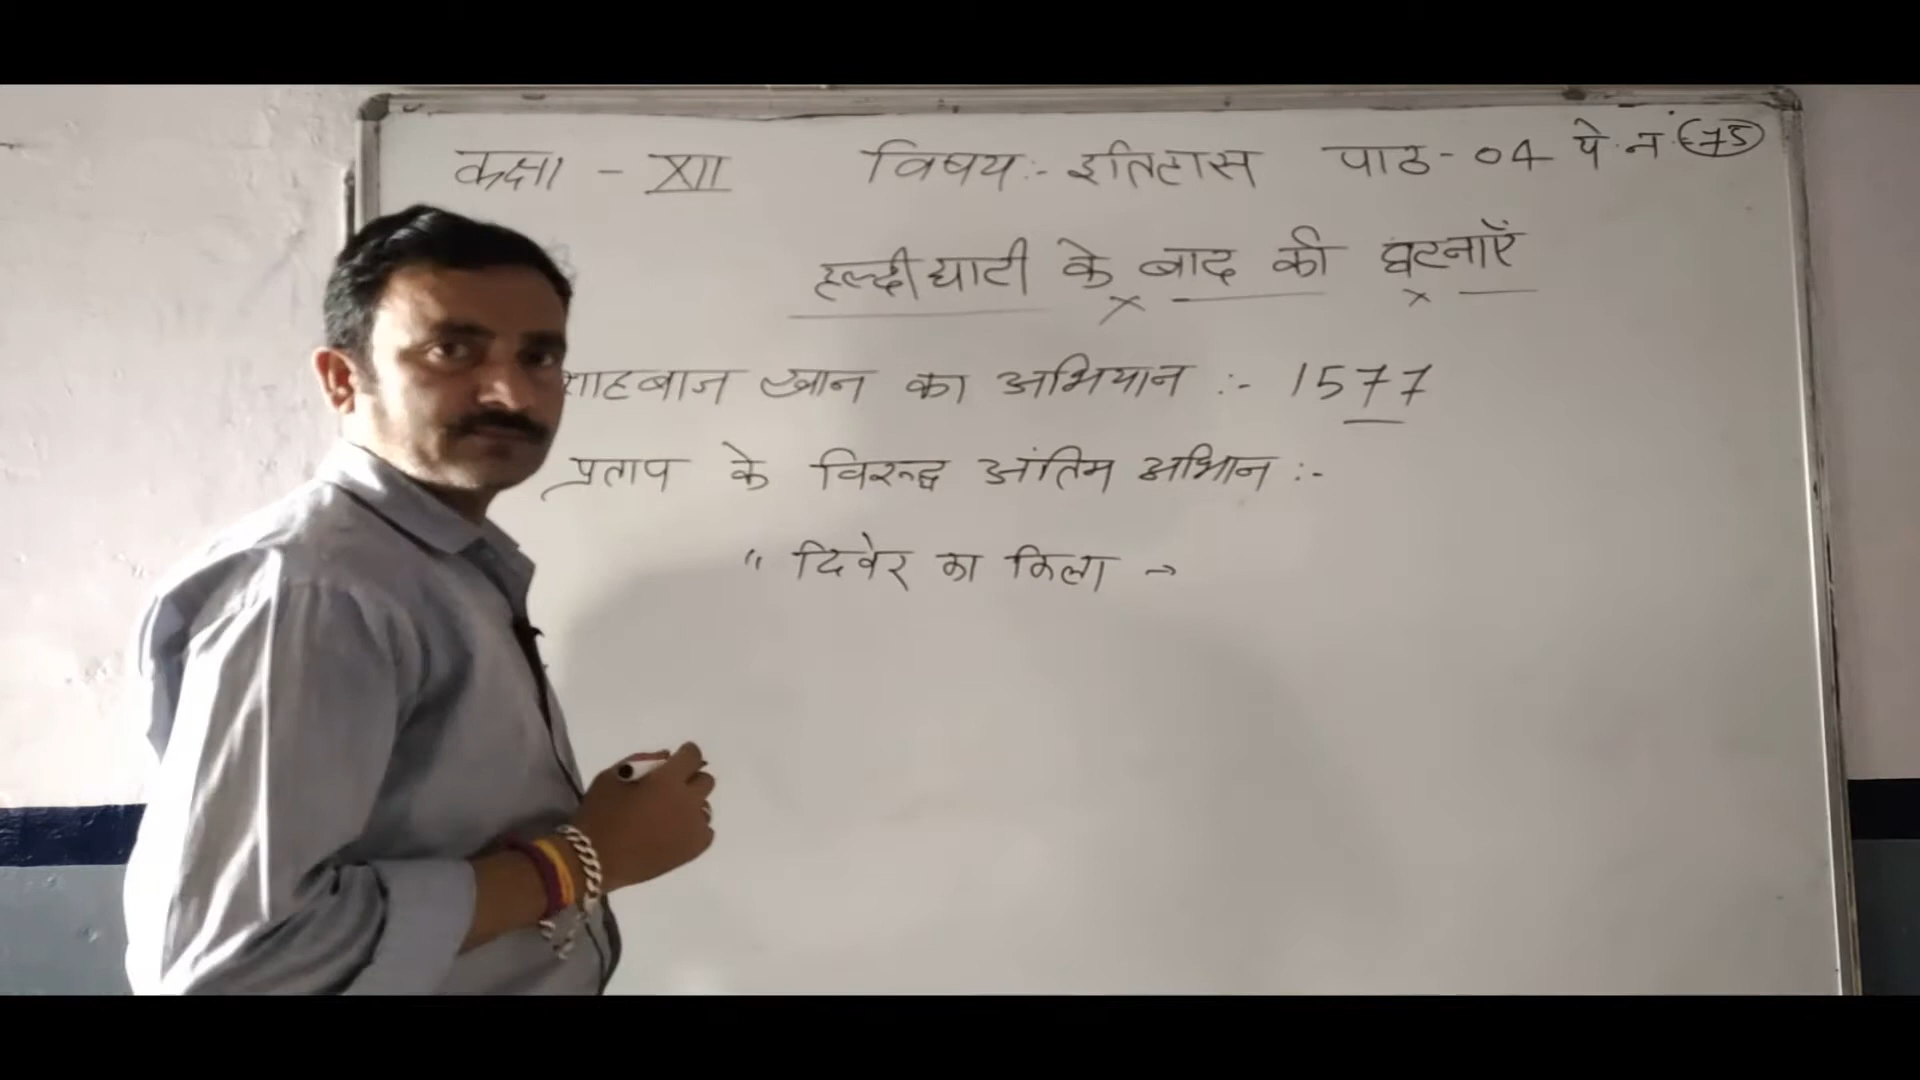 कक्षा - XII विषय :- इतिहास पाठ - 04 पे. नं. 75
हल्दीघाटी के बाद की घटनाएँ
शाहबाज खान का अभियान :- 1577
प्रताप के विरूद्ध अंतिम अभिान :-
" दिवेर का किला →